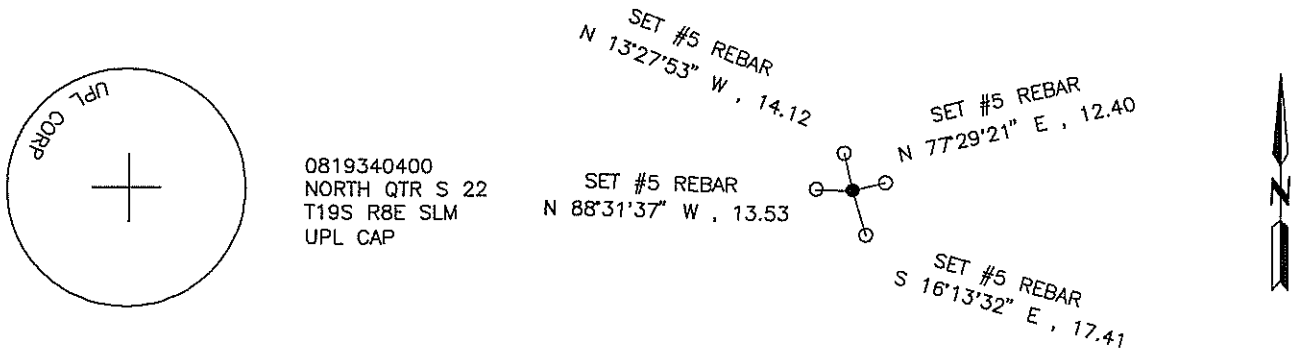 UPL CORP
0819340400
NORTH QTR S 22
T19S R8E SLM
UPL CAP
SET #5 REBAR
N 13°27'53" W , 14.12
SET #5 REBAR
N 77°29'21" E , 12.40
SET #5 REBAR
N 88°31'37" W , 13.53
SET #5 REBAR
S 16°13'32" E , 17.41
N